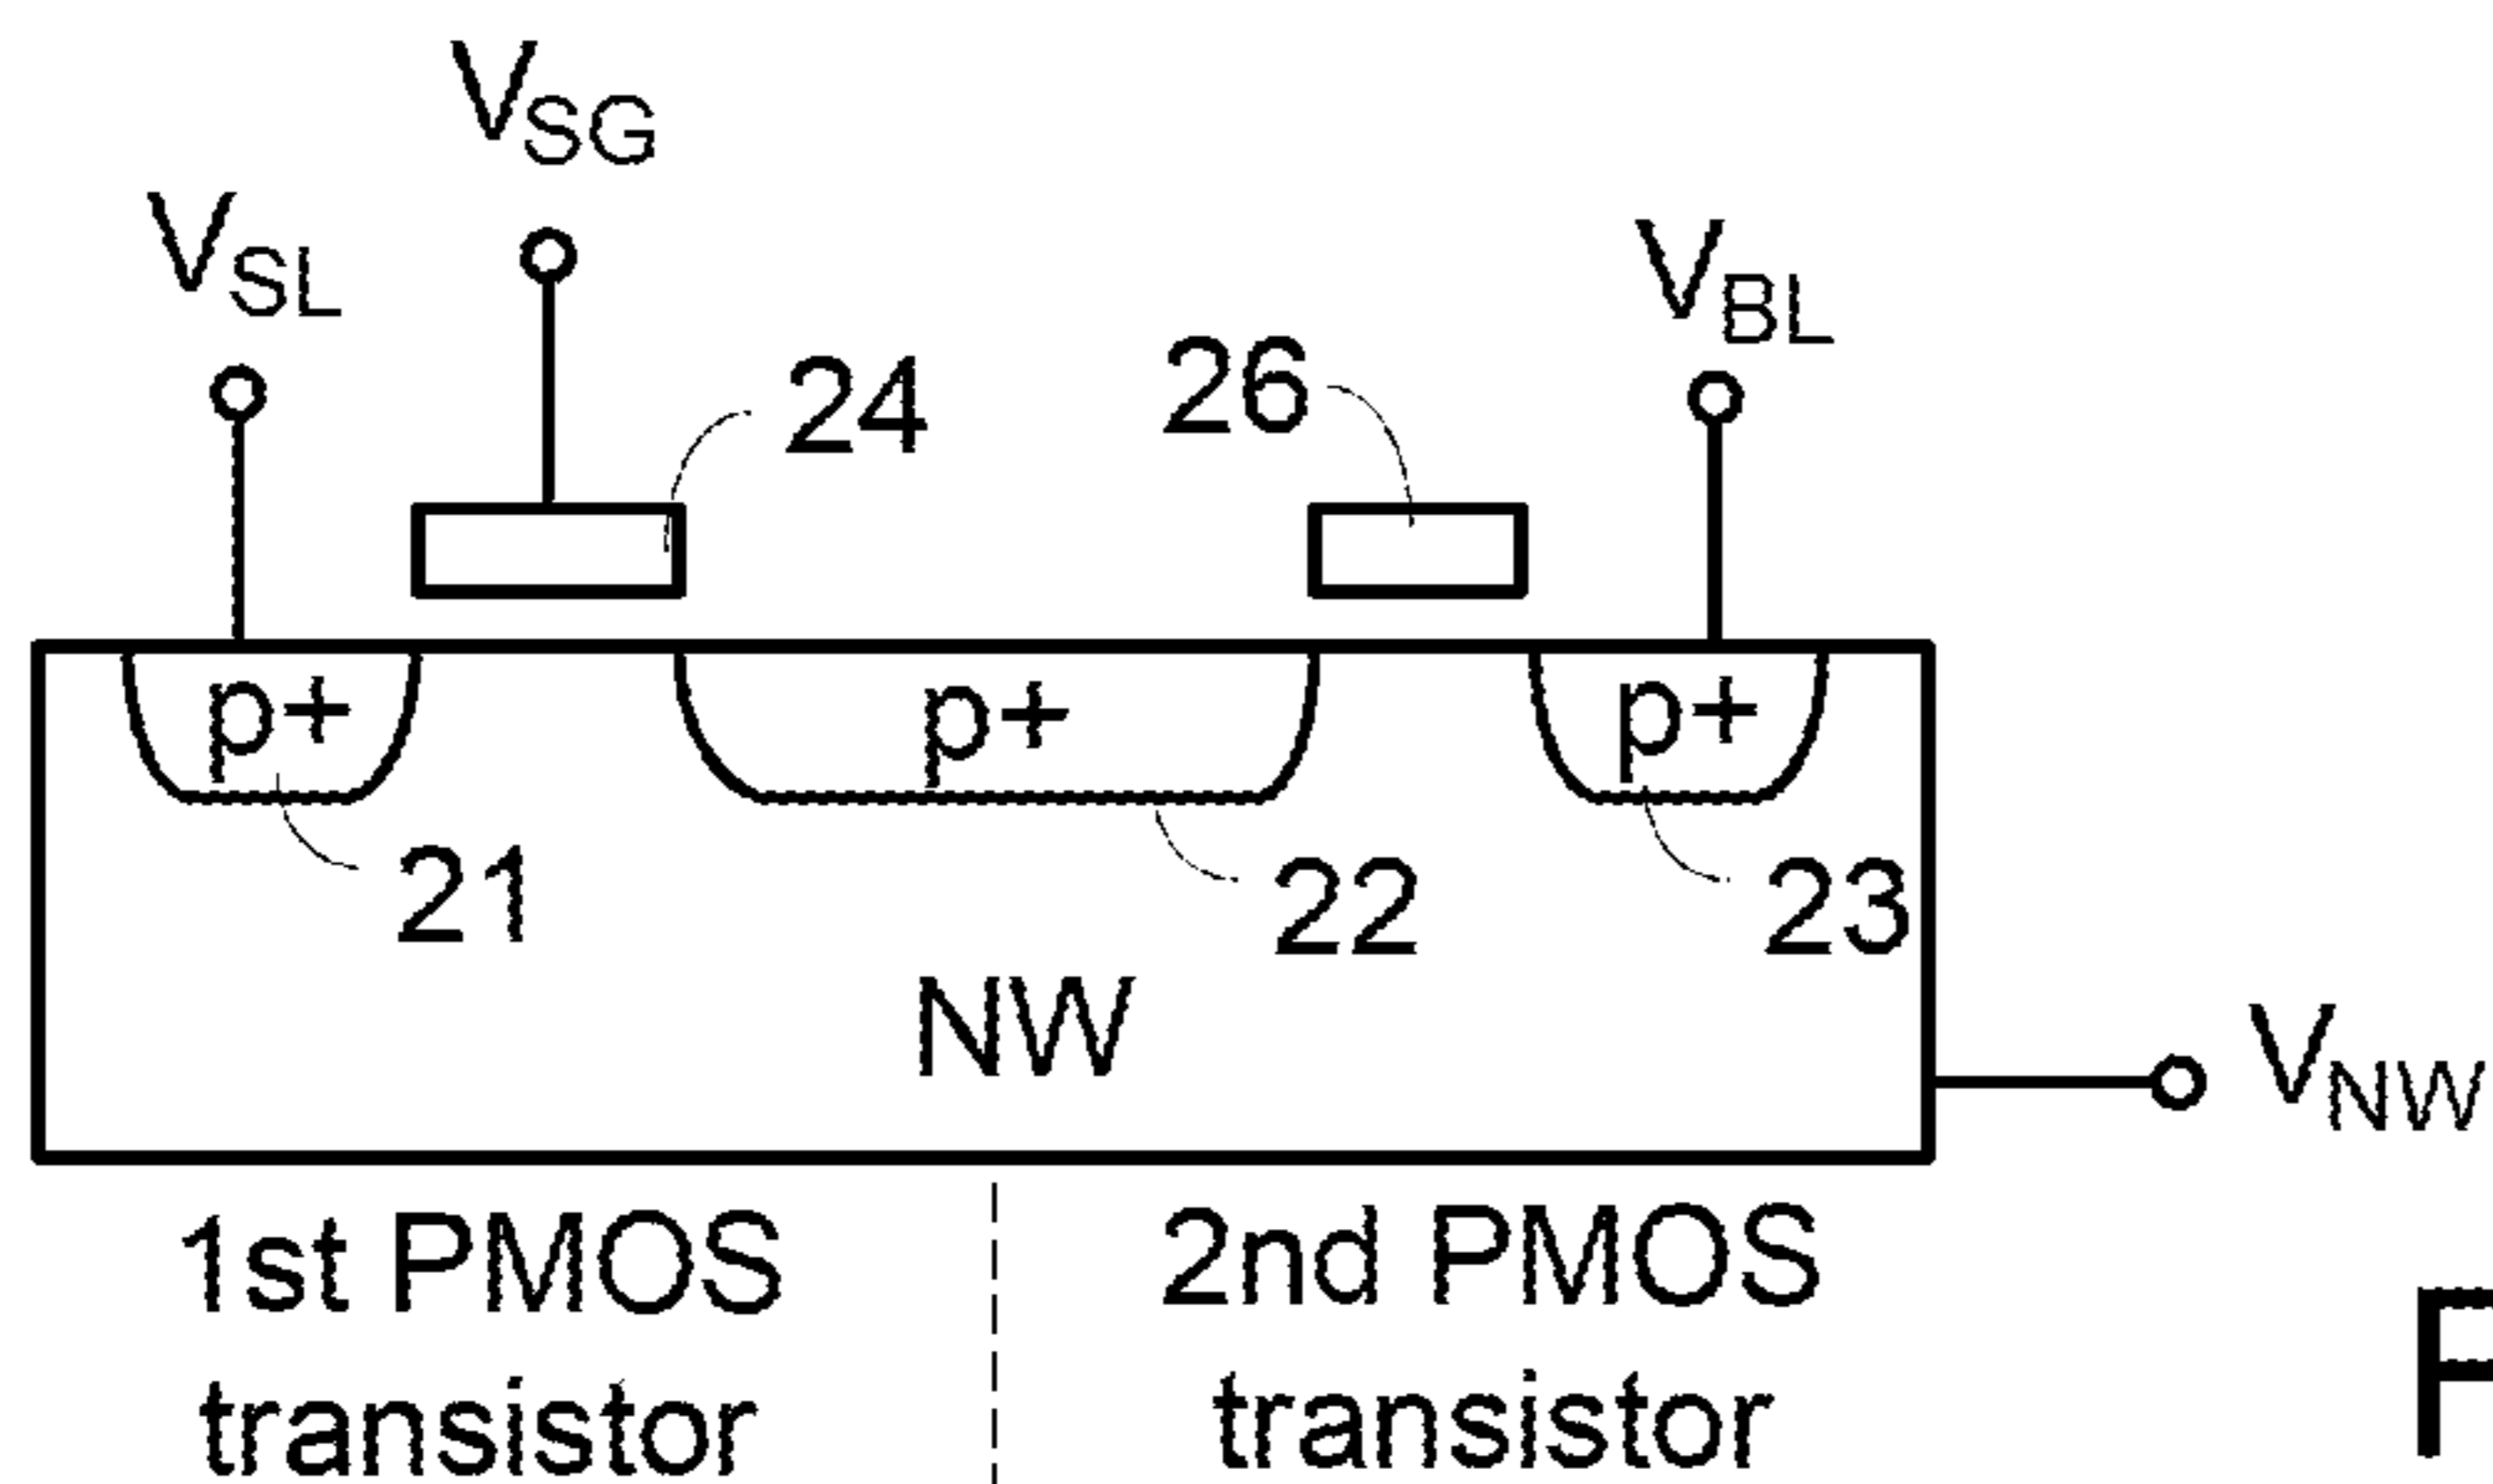 VSG
VSL
VBL
24
26
p+
p+
p+
21
22
23
NW
VNW
1st PMOS
transistor
2nd PMOS
transistor
F